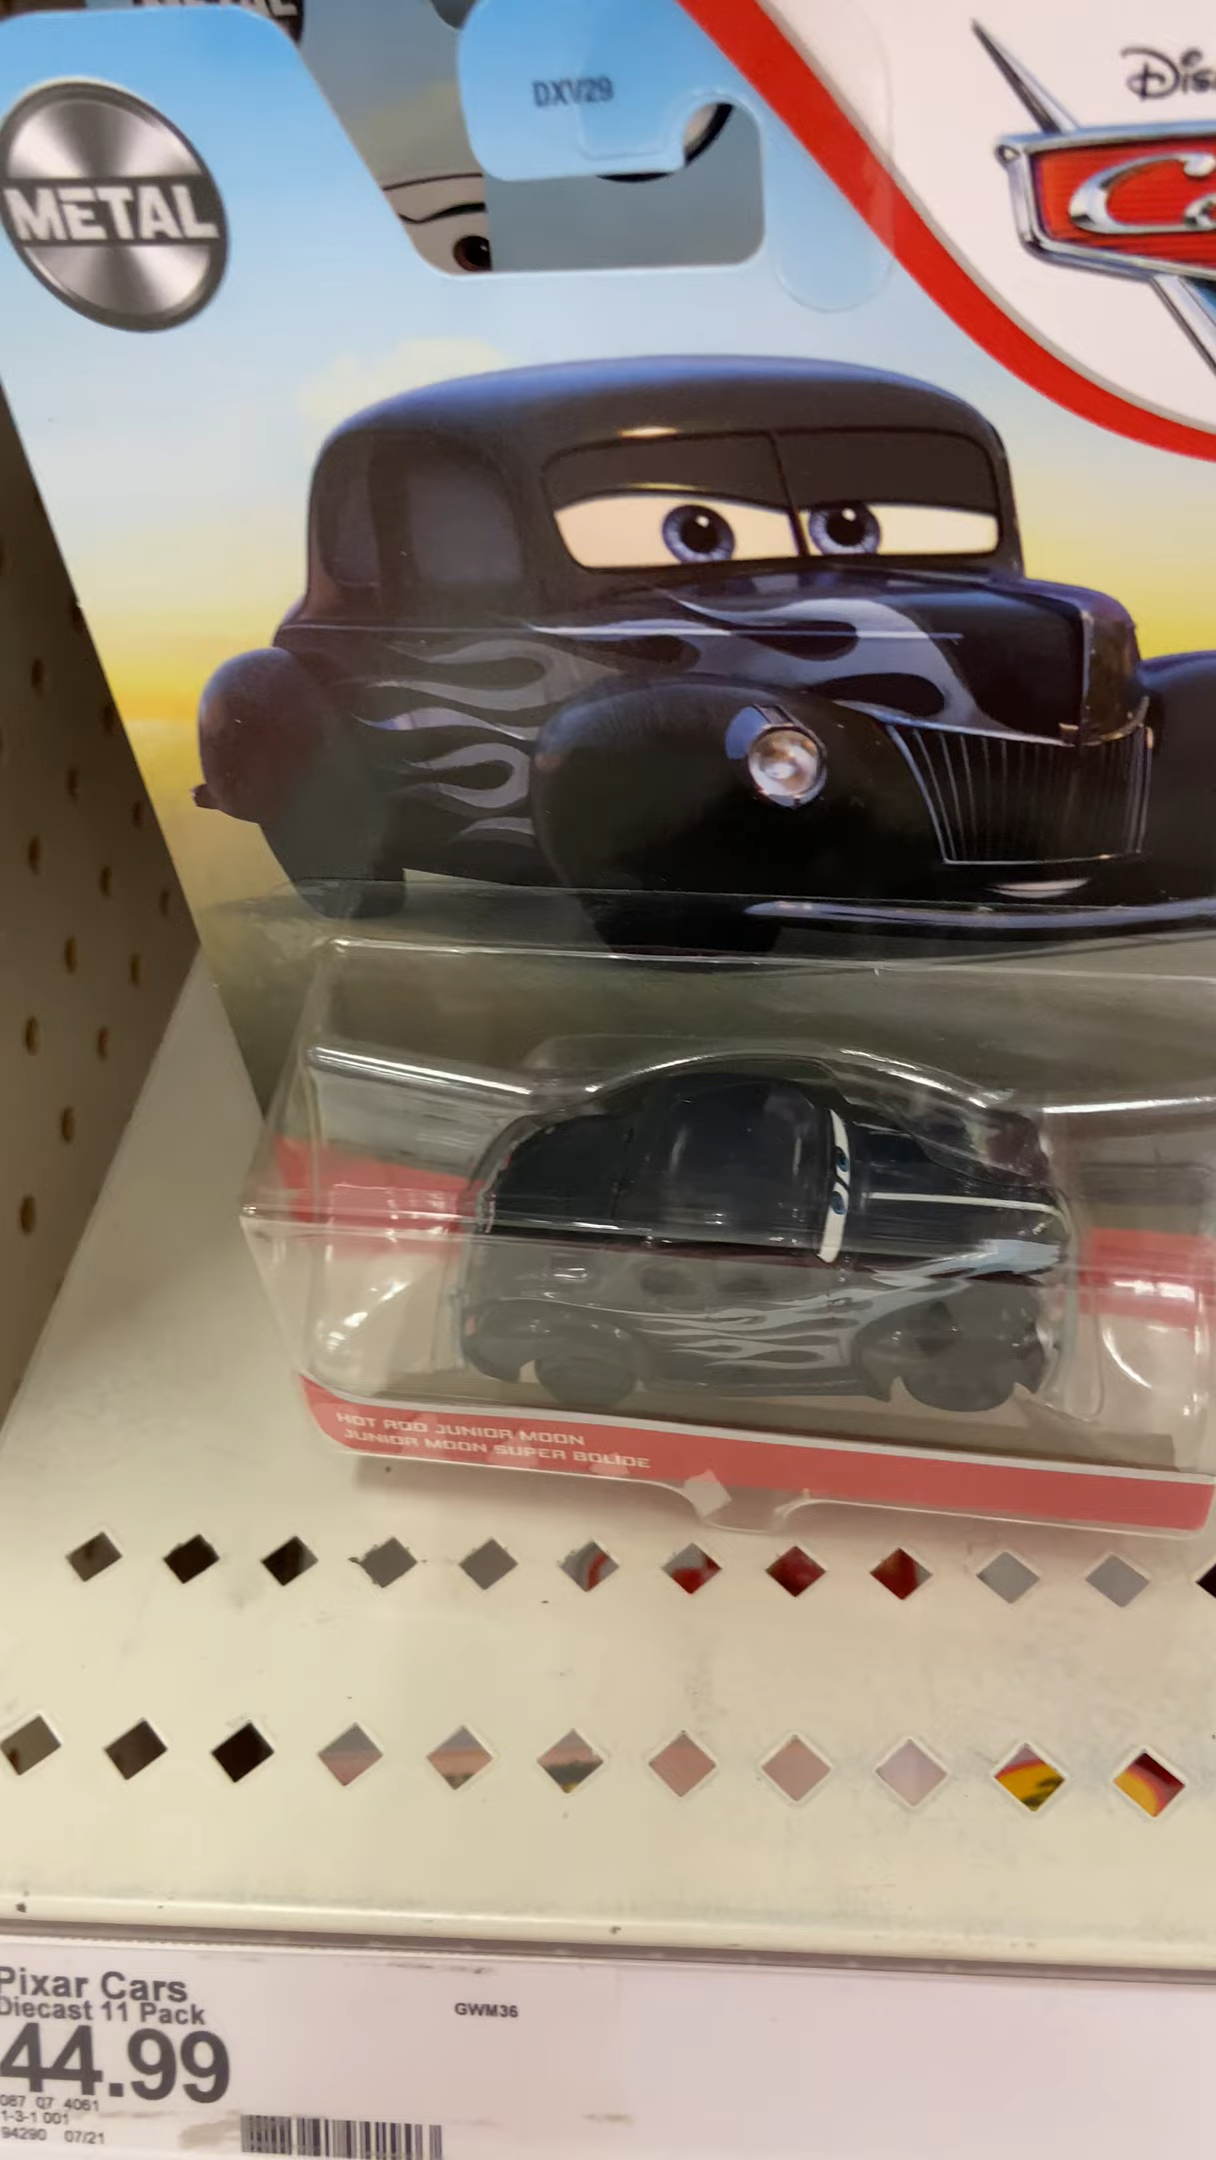 DXV29
METAL
HOT ROD JUNIOR MOON
JUNIOR MOON SUPER BOLIDE
Pixar Cars
Diecast 11 Pack
GWM36
44.99
087 07 4061
1-3-1 001
94290 07/21